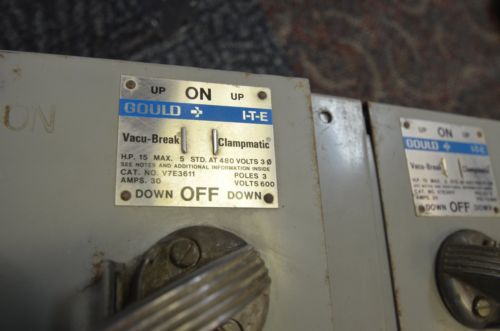 ON
UP ON UP
GOULD I-T-E
Vacu-Break Clampmatic
H.P. 15 MAX. 5 STD. AT 480 VOLTS 3 Ø
SEE NOTES AND ADDITIONAL INFORMATION INSIDE
CAT. NO. V7E3611 POLES 3
AMPS. 30 VOLTS 600
DOWN OFF DOWN
UP ON
GOULD I-T-E
Vacu-Break Clampmatic
DOWN OFF DOWN